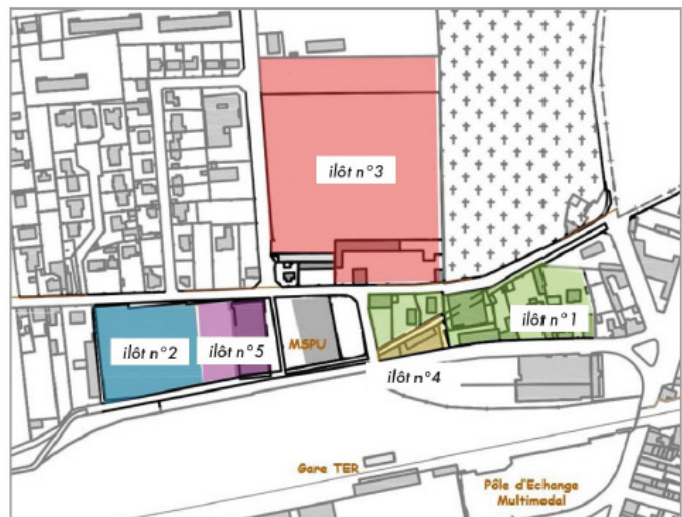 ilôt n°3
ilôt n°1
ilôt n°2
ilôt n°5
MSPU
ilôt n°4
Gare TER
Pôle d'Echange
Multimodal